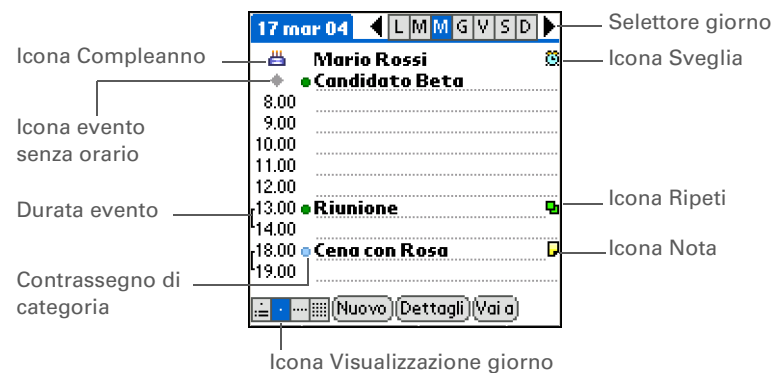 17 mar 04 L M M G V S D
Selettore giorno
Icona Compleanno
Mario Rossi
Icona Sveglia
Candidato Beta
8.00
Icona evento
senza orario
9.00
10.00
11.00
12.00
Icona Ripeti
Durata evento
13.00 Riunione
14.00
18.00 Cena con Rosa
Icona Nota
19.00
Contrassegno di
categoria
Nuovo Dettagli Vai a
Icona Visualizzazione giorno